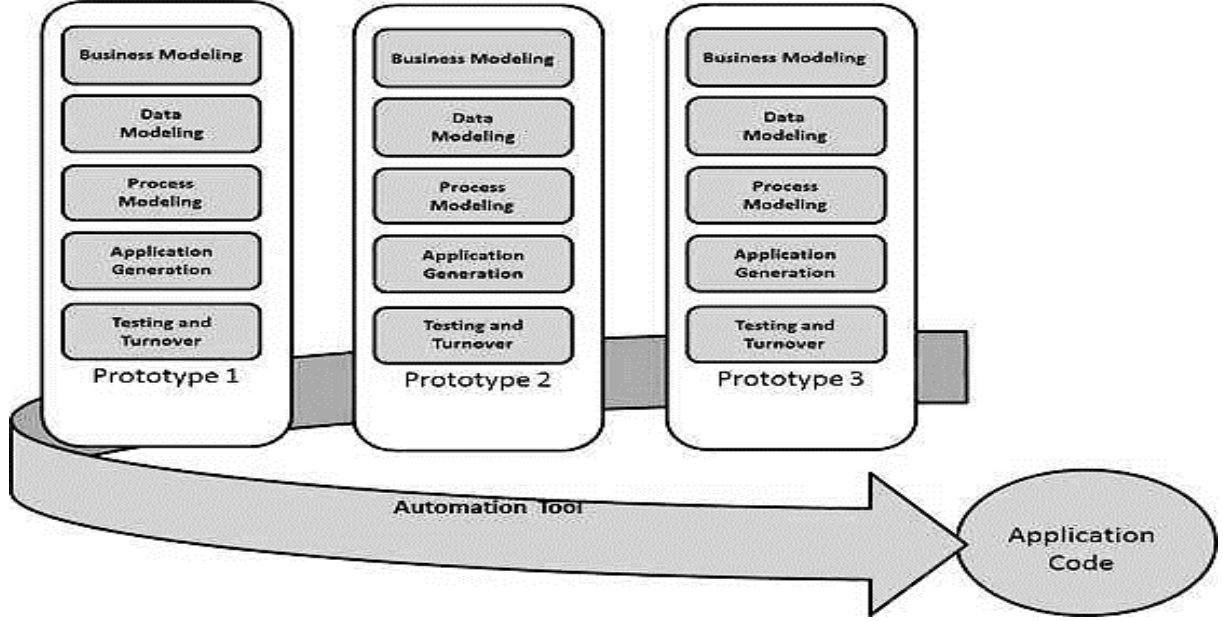 Business Modeling
Data
Modeling
Process
Modeling
Application
Generation
Testing and
Turnover
Prototype 1
Business Modeling
Data
Modeling
Process
Modeling
Application
Generation
Testing and
Turnover
Prototype 2
Business Modeling
Data
Modeling
Process
Modeling
Application
Generation
Testing and
Turnover
Prototype 3
Automation Tool
Application
Code